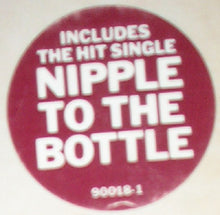 INCLUDES
THE HIT SINGLE
NIPPLE
TO THE
BOTTLE
90018-1